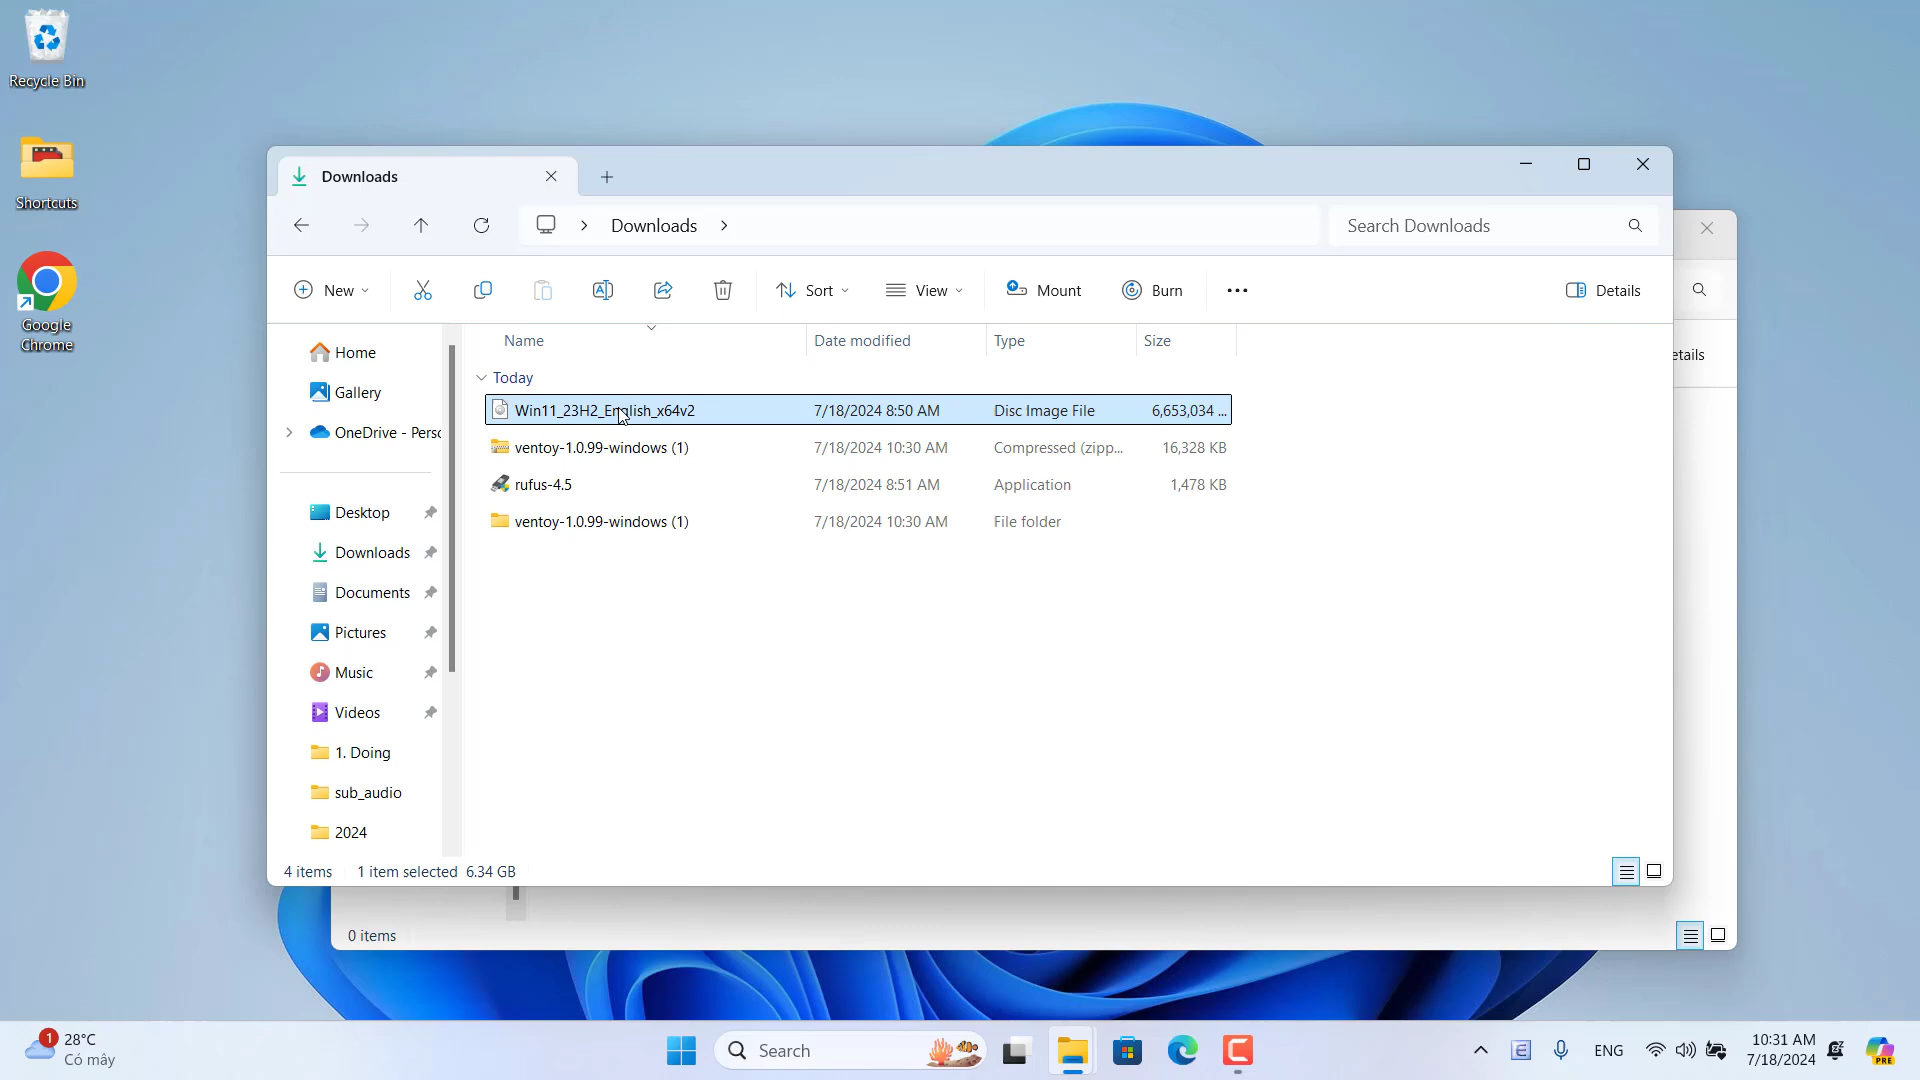 Recycle Bin
Shortcuts
Google
Chrome
Downloads
Downloads
Search Downloads
New
Sort
View
Mount
Burn
Details
etails
Home
Gallery
OneDrive - Perso
Desktop
Downloads
Documents
Pictures
Music
Videos
1. Doing
sub_audio
2024
Name Date modified Type Size
Today
Win11_23H2_English_x64v2 7/18/2024 8:50 AM Disc Image File 6,653,034 ...
ventoy-1.0.99-windows (1) 7/18/2024 10:30 AM Compressed (zipp... 16,328 KB
rufus-4.5 7/18/2024 8:51 AM Application 1,478 KB
ventoy-1.0.99-windows (1) 7/18/2024 10:30 AM File folder
4 items 1 item selected 6.34 GB
0 items
1
28°C
Có mây
Search
E
ENG
10:31 AM
7/18/2024
PRE